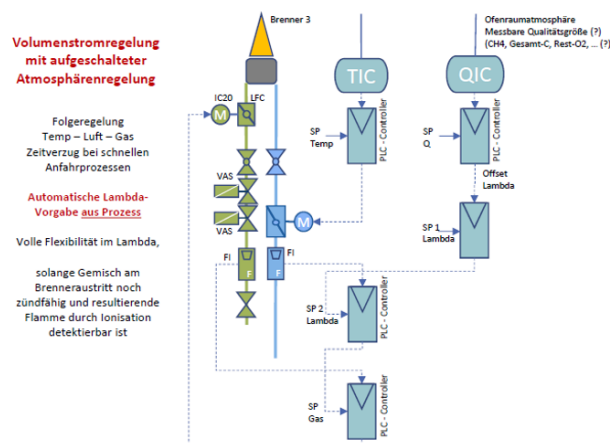 Volumenstromregelung
mit aufgeschalteter
Atmosphärenregelung
Folgeregelung
Temp – Luft – Gas
Zeitverzug bei schnellen
Anfahrprozessen
Automatische Lambda-
Vorgabe aus Prozess
Volle Flexibilität im Lambda,
solange Gemisch am
Brenneraustritt noch
zündfähig und resultierende
Flamme durch Ionisation
detektierbar ist
Brenner 3
IC20
LFC
M
VAS
VAS
M
FI
FI
F
F
Ofenraumatmosphäre
Messbare Qualitätsgröße (?)
(CH4, Gesamt-C, Rest-O2, ... (?)
TIC
QIC
SP
Temp
PLC - Controller
SP
Q
PLC - Controller
Offset
Lambda
SP 1
Lambda
PLC - Controller
SP 2
Lambda
PLC - Controller
SP
Gas
PLC - Controller